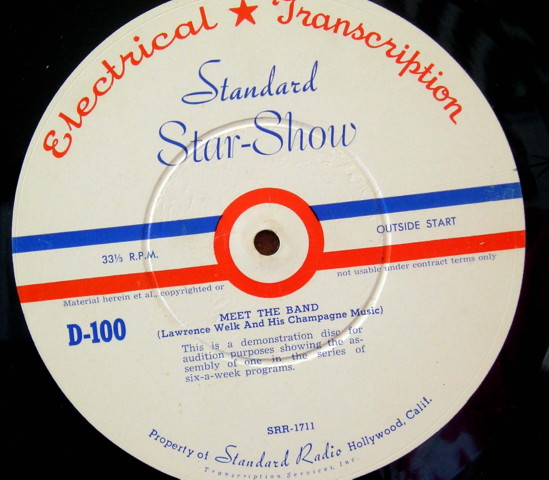 Electrical ★ Transcription
Standard
Star-Show
33⅓ R.P.M.
OUTSIDE START
Material herein et al., copyrighted or
not usable under contract terms only
D-100
MEET THE BAND
(Lawrence Welk And His Champagne Music)
This is a demonstration disc for
audition purposes showing the as-
sembly of one in the series of
six-a-week programs.
SRR-1711
Property of Standard Radio Hollywood, Calif.
Transcription Services, Inc.